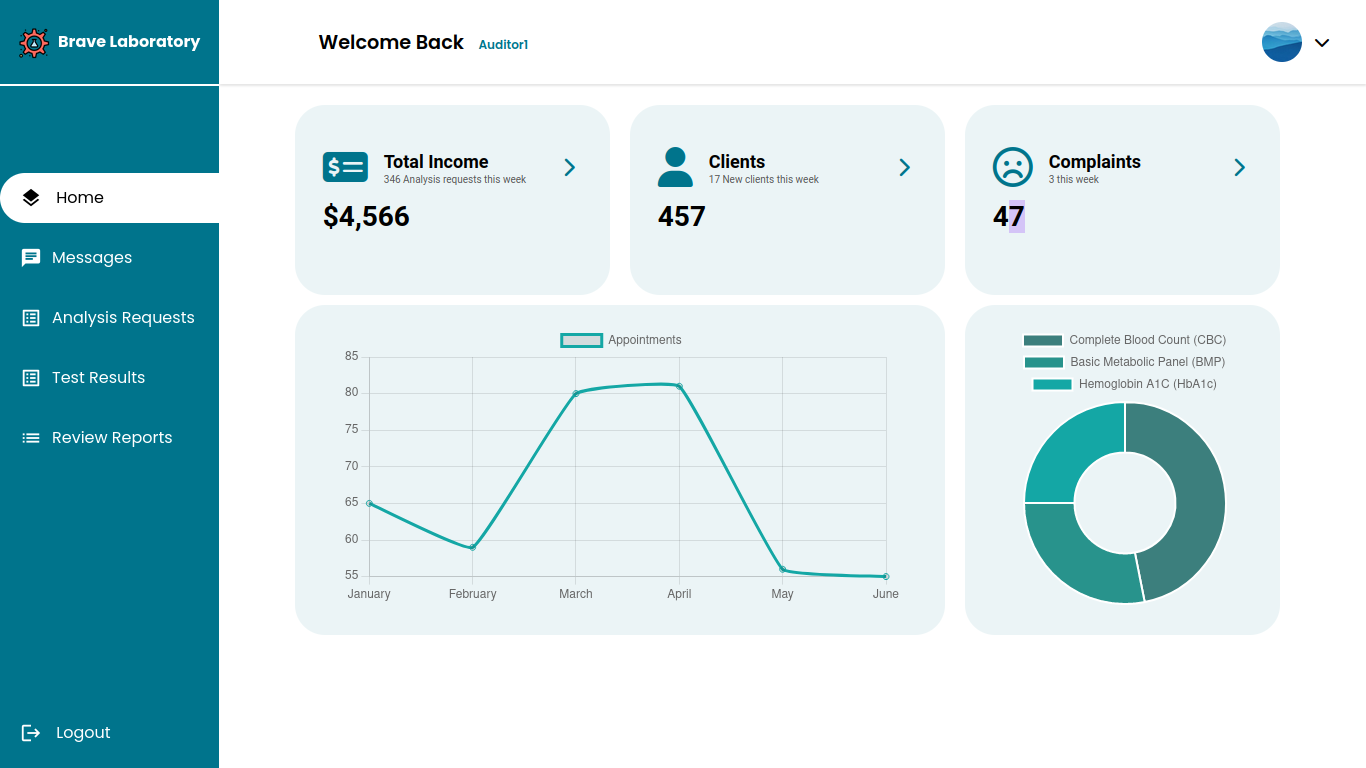 Brave Laboratory
Welcome Back Auditor1
Home
Messages
Analysis Requests
Test Results
Review Reports
Logout
Total Income
346 Analysis requests this week
$4,566
Clients
17 New clients this week
457
Complaints
3 this week
47
Appointments
85
80
75
70
65
60
55
January February March April May June
Complete Blood Count (CBC)
Basic Metabolic Panel (BMP)
Hemoglobin A1C (HbA1c)